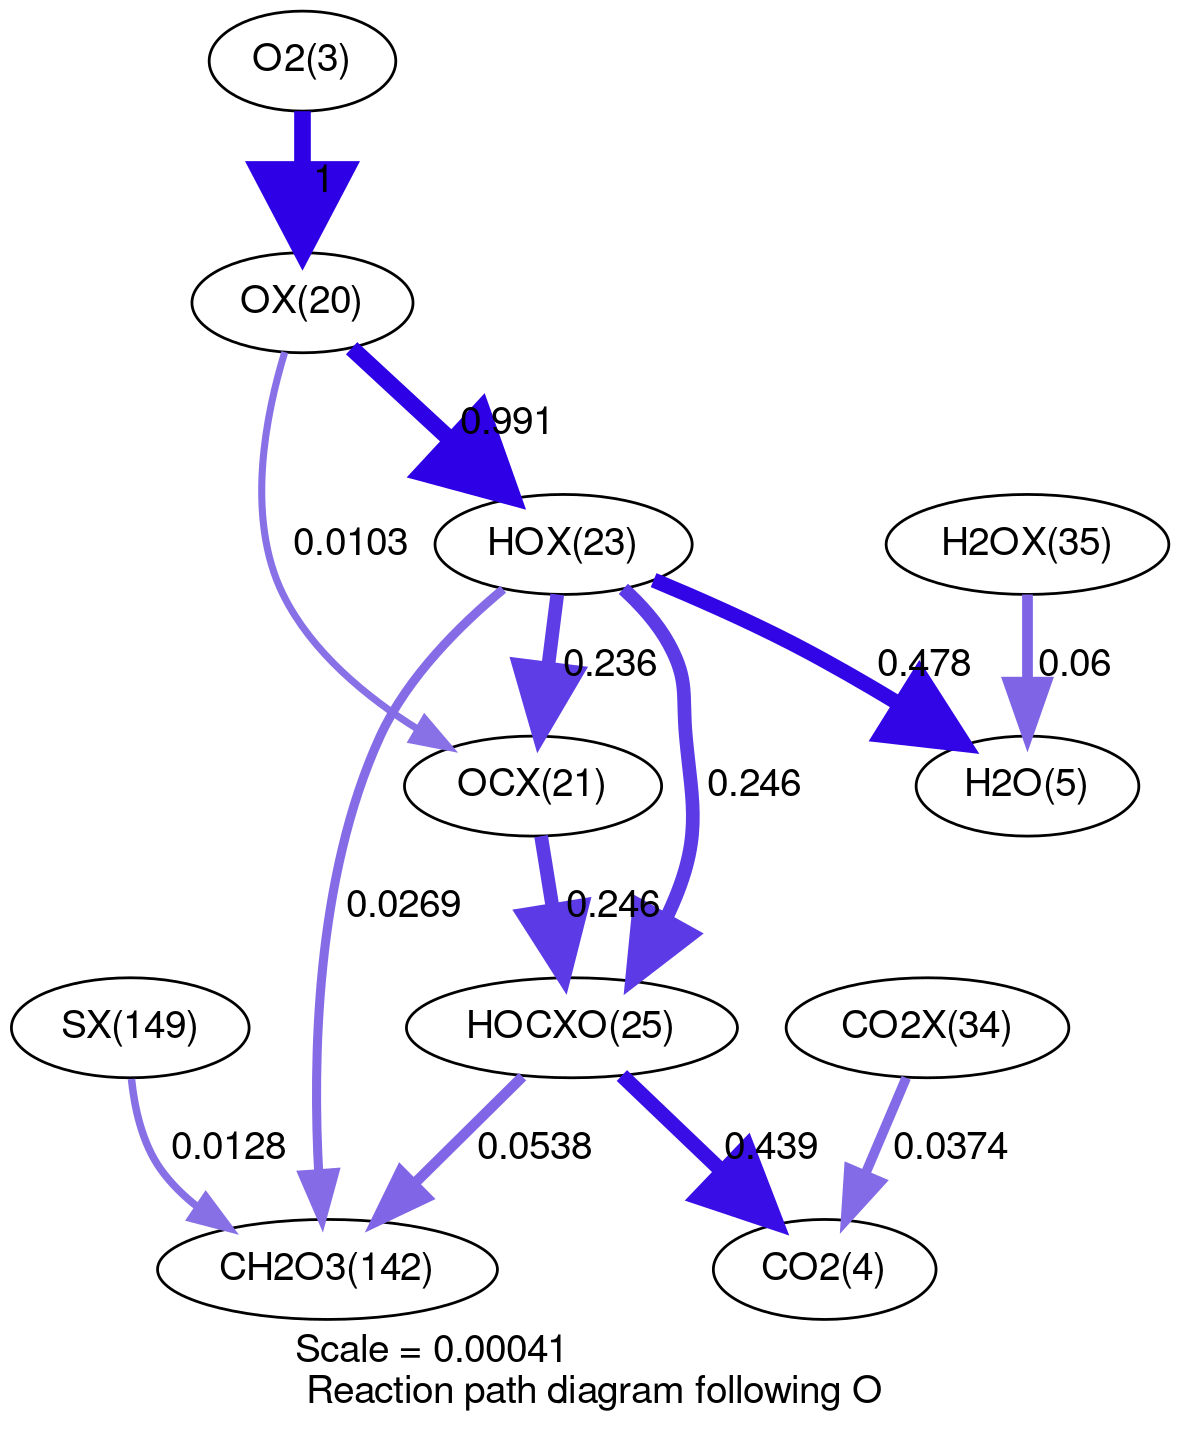 O2(3)
1
OX(20)
0.991
0.0103
HOX(23)
H2OX(35)
0.236
0.478
0.06
OCX(21)
0.246
H2O(5)
0.0269
0.246
SX(149)
HOCXO(25)
CO2X(34)
0.0128
0.0538
0.439
0.0374
CH2O3(142)
CO2(4)
Scale = 0.00041
Reaction path diagram following O